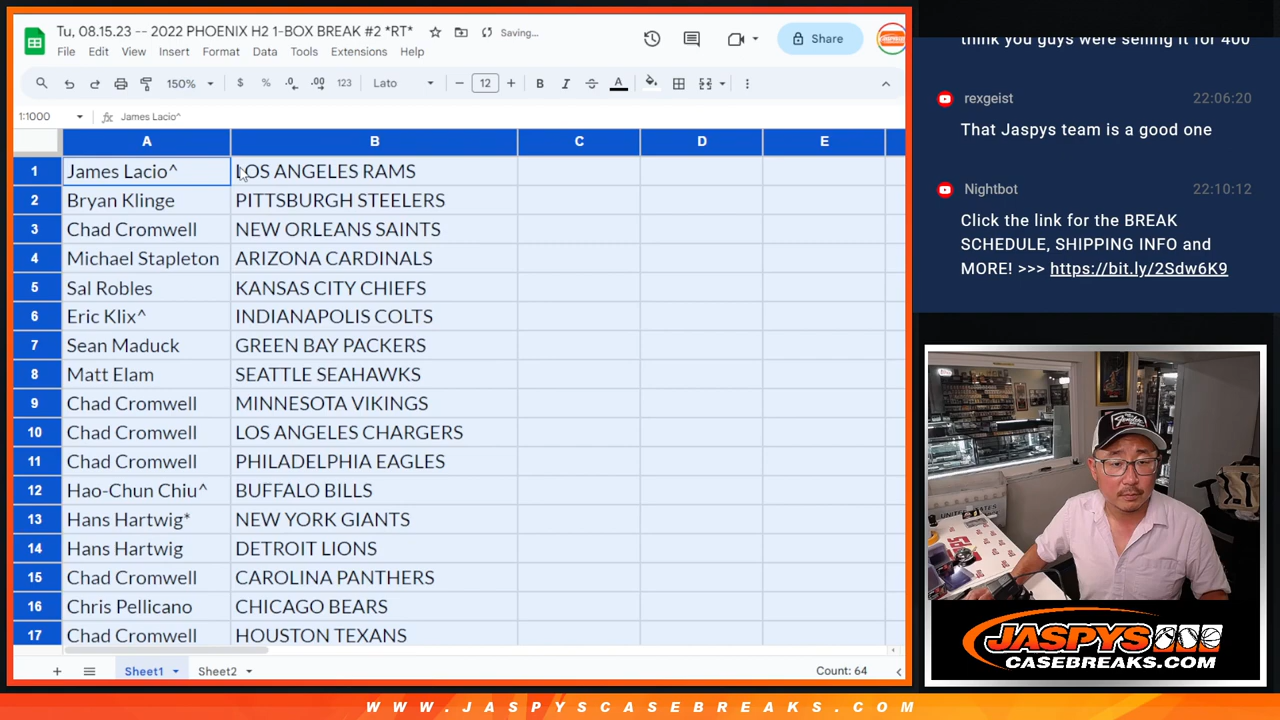 Tu, 08.15.23 -- 2022 PHOENIX H2 1-BOX BREAK #2 *RT*
Saving...
File Edit View Insert Format Data Tools Extensions Help
Share
150% $ % .0 .00 123 Lato 12 B I A
1:1000 fx James Lacio^
A B C D E
1 James Lacio^ LOS ANGELES RAMS
2 Bryan Klinge PITTSBURGH STEELERS
3 Chad Cromwell NEW ORLEANS SAINTS
4 Michael Stapleton ARIZONA CARDINALS
5 Sal Robles KANSAS CITY CHIEFS
6 Eric Klix^ INDIANAPOLIS COLTS
7 Sean Maduck GREEN BAY PACKERS
8 Matt Elam SEATTLE SEAHAWKS
9 Chad Cromwell MINNESOTA VIKINGS
10 Chad Cromwell LOS ANGELES CHARGERS
11 Chad Cromwell PHILADELPHIA EAGLES
12 Hao-Chun Chiu^ BUFFALO BILLS
13 Hans Hartwig* NEW YORK GIANTS
14 Hans Hartwig DETROIT LIONS
15 Chad Cromwell CAROLINA PANTHERS
16 Chris Pellicano CHICAGO BEARS
17 Chad Cromwell HOUSTON TEXANS
Sheet1 Sheet2 Count: 64
think you guys were selling it for 400
rexgeist 22:06:20
That Jaspys team is a good one
Nightbot 22:10:12
Click the link for the BREAK
SCHEDULE, SHIPPING INFO and
MORE! >>> https://bit.ly/2Sdw6K9
JASPYS
CASEBREAKS.COM
WWW.JASPYSCASEBREAKS.COM